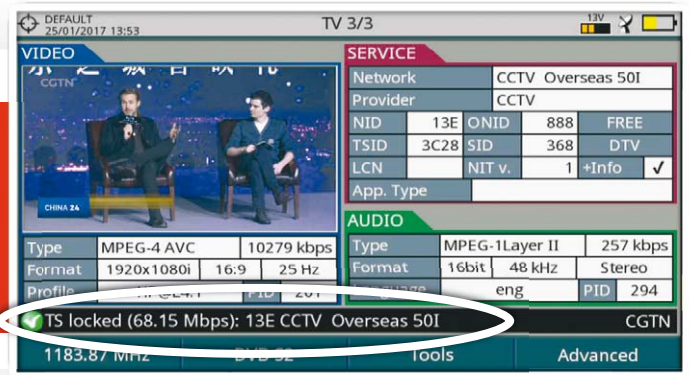 DEFAULT
25/01/2017 13:53
TV 3/3
13V
VIDEO
CGTN
CHINA 24
Type MPEG-4 AVC 10279 kbps
Format 1920x1080i 16:9 25 Hz
Profile PID
SERVICE
Network CCTV Overseas 50I
Provider CCTV
NID 13E ONID 888 FREE
TSID 3C28 SID 368 DTV
LCN NIT v. 1 +Info ✓
App. Type
AUDIO
Type MPEG-1Layer II 257 kbps
Format 16bit 48 kHz Stereo
eng PID 294
TS locked (68.15 Mbps): 13E CCTV Overseas 50I CGTN
1183.87 MHz Tools Advanced